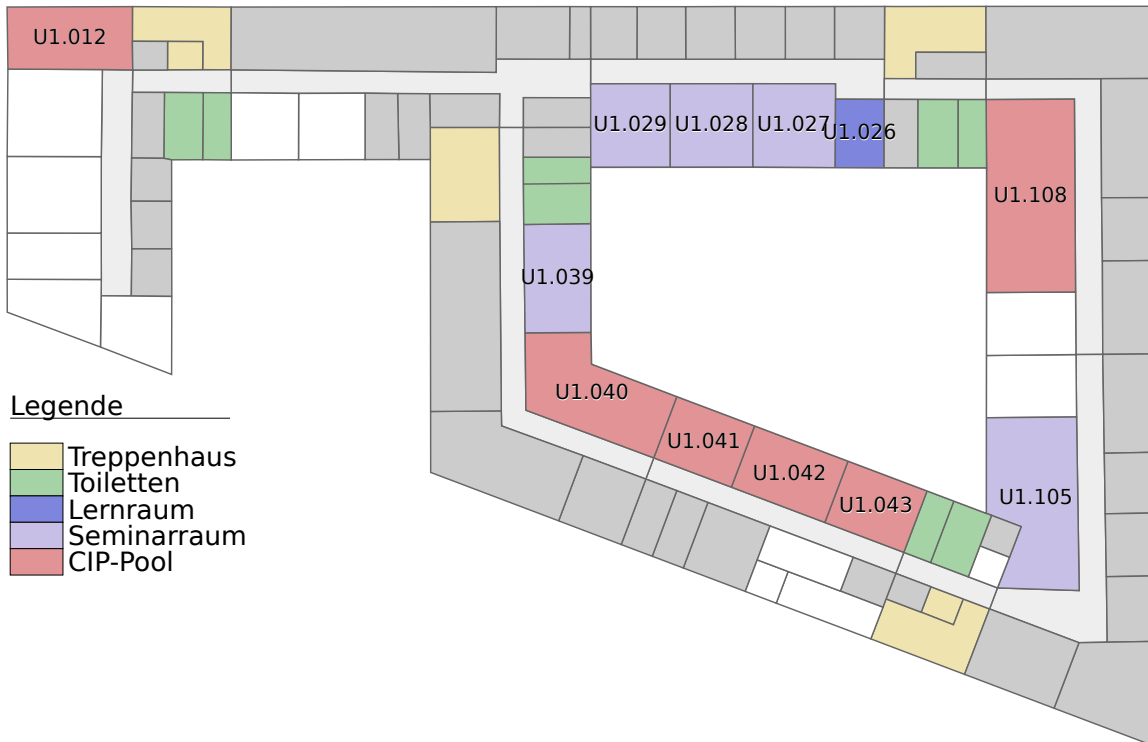 U1.012
U1.029
U1.028
U1.027
U1.026
U1.108
U1.039
U1.040
U1.041
U1.042
U1.043
U1.105
Legende
Treppenhaus
Toiletten
Lernraum
Seminarraum
CIP-Pool